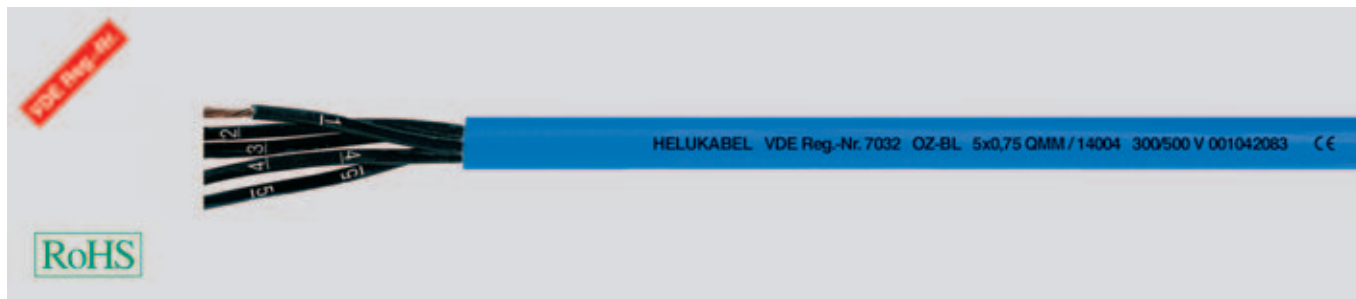 VDE Reg.-Nr.
1
2
3
4 4
5 5
HELUKABEL VDE Reg.-Nr. 7032 OZ-BL 5x0,75 QMM / 14004 300/500 V 001042083 CE
RoHS